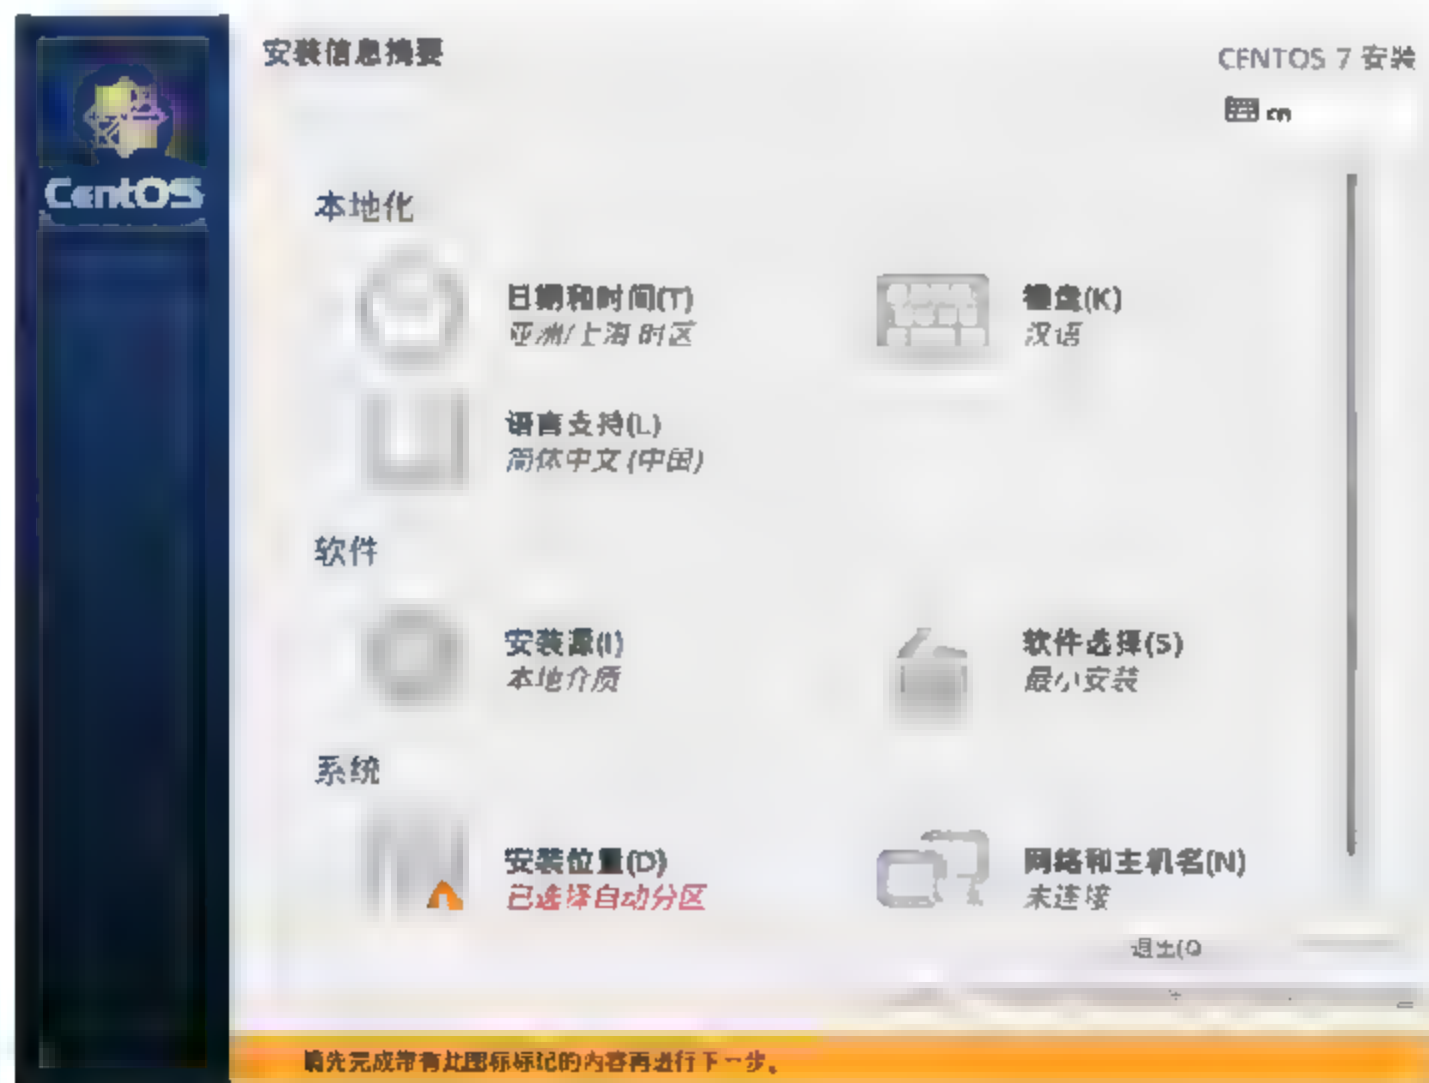 安装信息摘要
CENTOS 7 安装
cn
CentOS
本地化
日期和时间(T)
亚洲/上海 时区
键盘(K)
汉语
语言支持(L)
简体中文 (中国)
软件
安装源(I)
本地介质
软件选择(S)
最小安装
系统
安装位置(D)
已选择自动分区
网络和主机名(N)
未连接
退出(Q
请先完成带有此图标标记的内容再进行下一步。